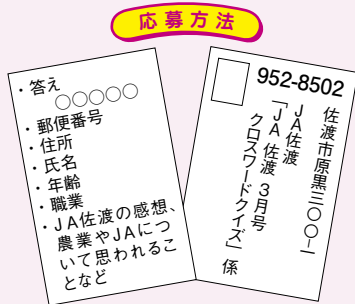 応募方法
・答え
○○○○○
・郵便番号
・住所
・氏名
・年齢
・職業
・JA佐渡の感想、
農業やJAにつ
いて思われるこ
となど
952-8502
佐渡市原黒三〇〇−一
JA佐渡
「JA佐渡 3月号
クロスワードクイズ」係